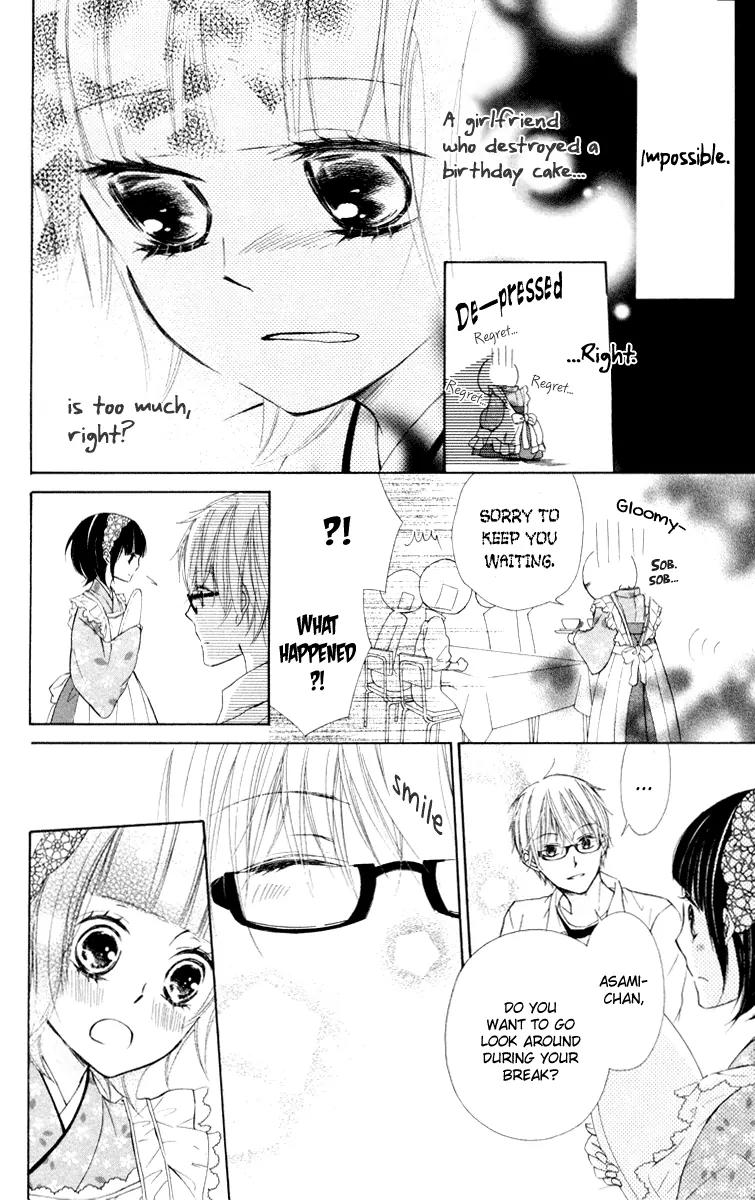 Impossible.
A girlfriend
who destroyed a
birthday cake...
De—pressed
Regret...
Regret...
Regret...
...Right.
is too much,
right?
Gloomy~
SOB.
SOB...
SORRY TO
KEEP YOU
WAITING.
?!
WHAT
HAPPENED
?!
...
ASAMI-
CHAN,
DO YOU
WANT TO GO
LOOK AROUND
DURING YOUR
BREAK?
smile